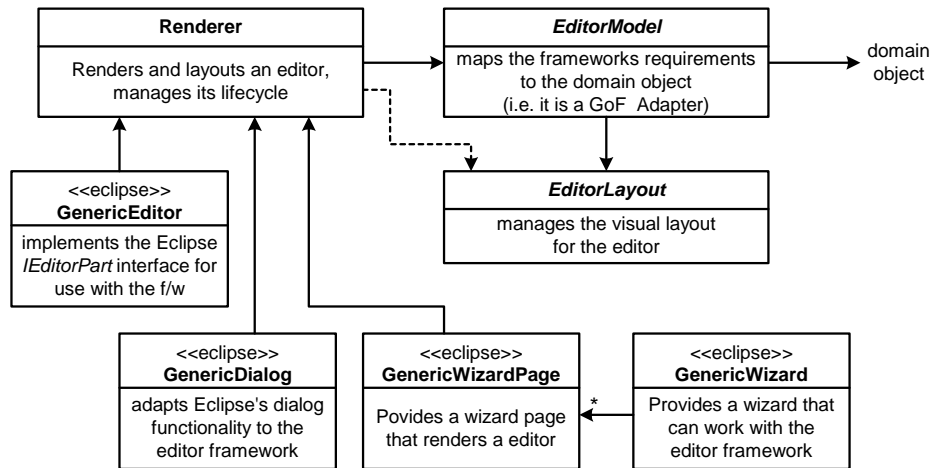 Renderer
Renders and layouts an editor,
manages its lifecycle
EditorModel
maps the frameworks requirements
to the domain object
(i.e. it is a GoF Adapter)
domain
object
<<eclipse>>
GenericEditor
implements the Eclipse
IEditorPart interface for
use with the f/w
EditorLayout
manages the visual layout
for the editor
<<eclipse>>
GenericDialog
adapts Eclipse's dialog
functionality to the
editor framework
<<eclipse>>
GenericWizardPage
Povides a wizard page
that renders a editor
*
<<eclipse>>
GenericWizard
Provides a wizard that
can work with the
editor framework